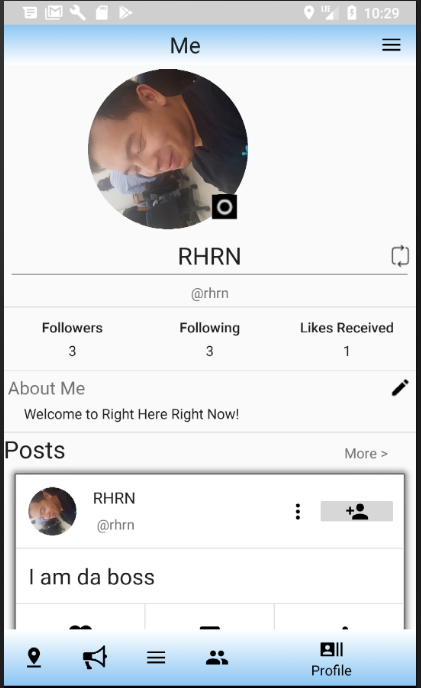 LTE 10:29
Me
RHRN
@rhrn
Followers Following Likes Received
3 3 1
About Me
Welcome to Right Here Right Now!
Posts More >
RHRN
@rhrn
I am da boss
Profile